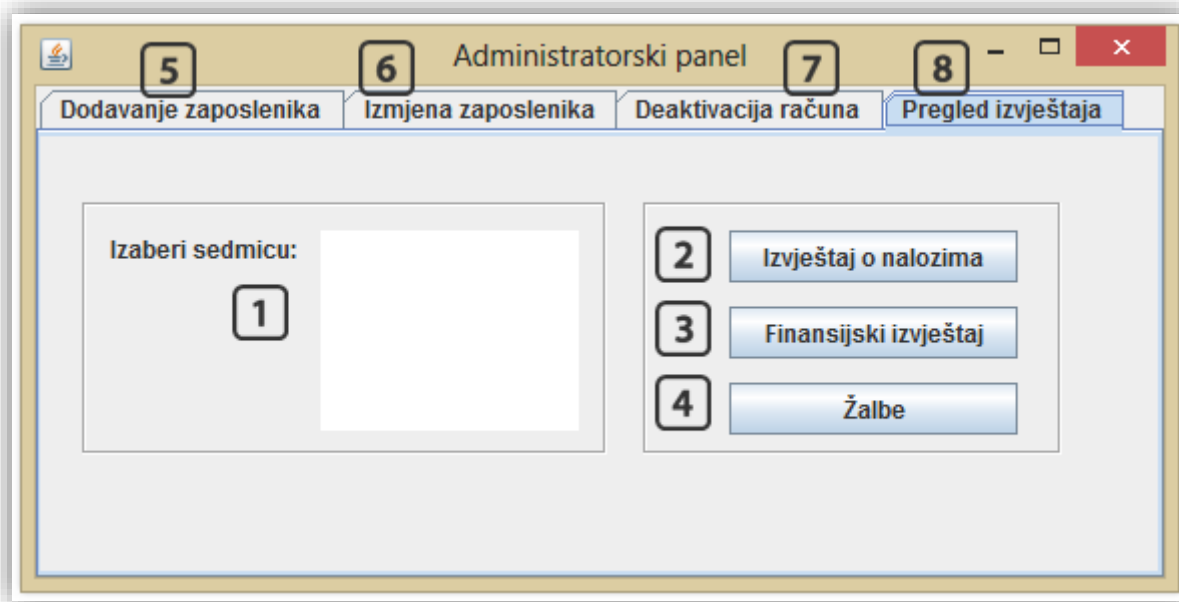 Administratorski panel
5 6 7 8
Dodavanje zaposlenika Izmjena zaposlenika Deaktivacija računa Pregled izvještaja
Izaberi sedmicu:
1
2 Izvještaj o nalozima
3 Finansijski izvještaj
4 Žalbe